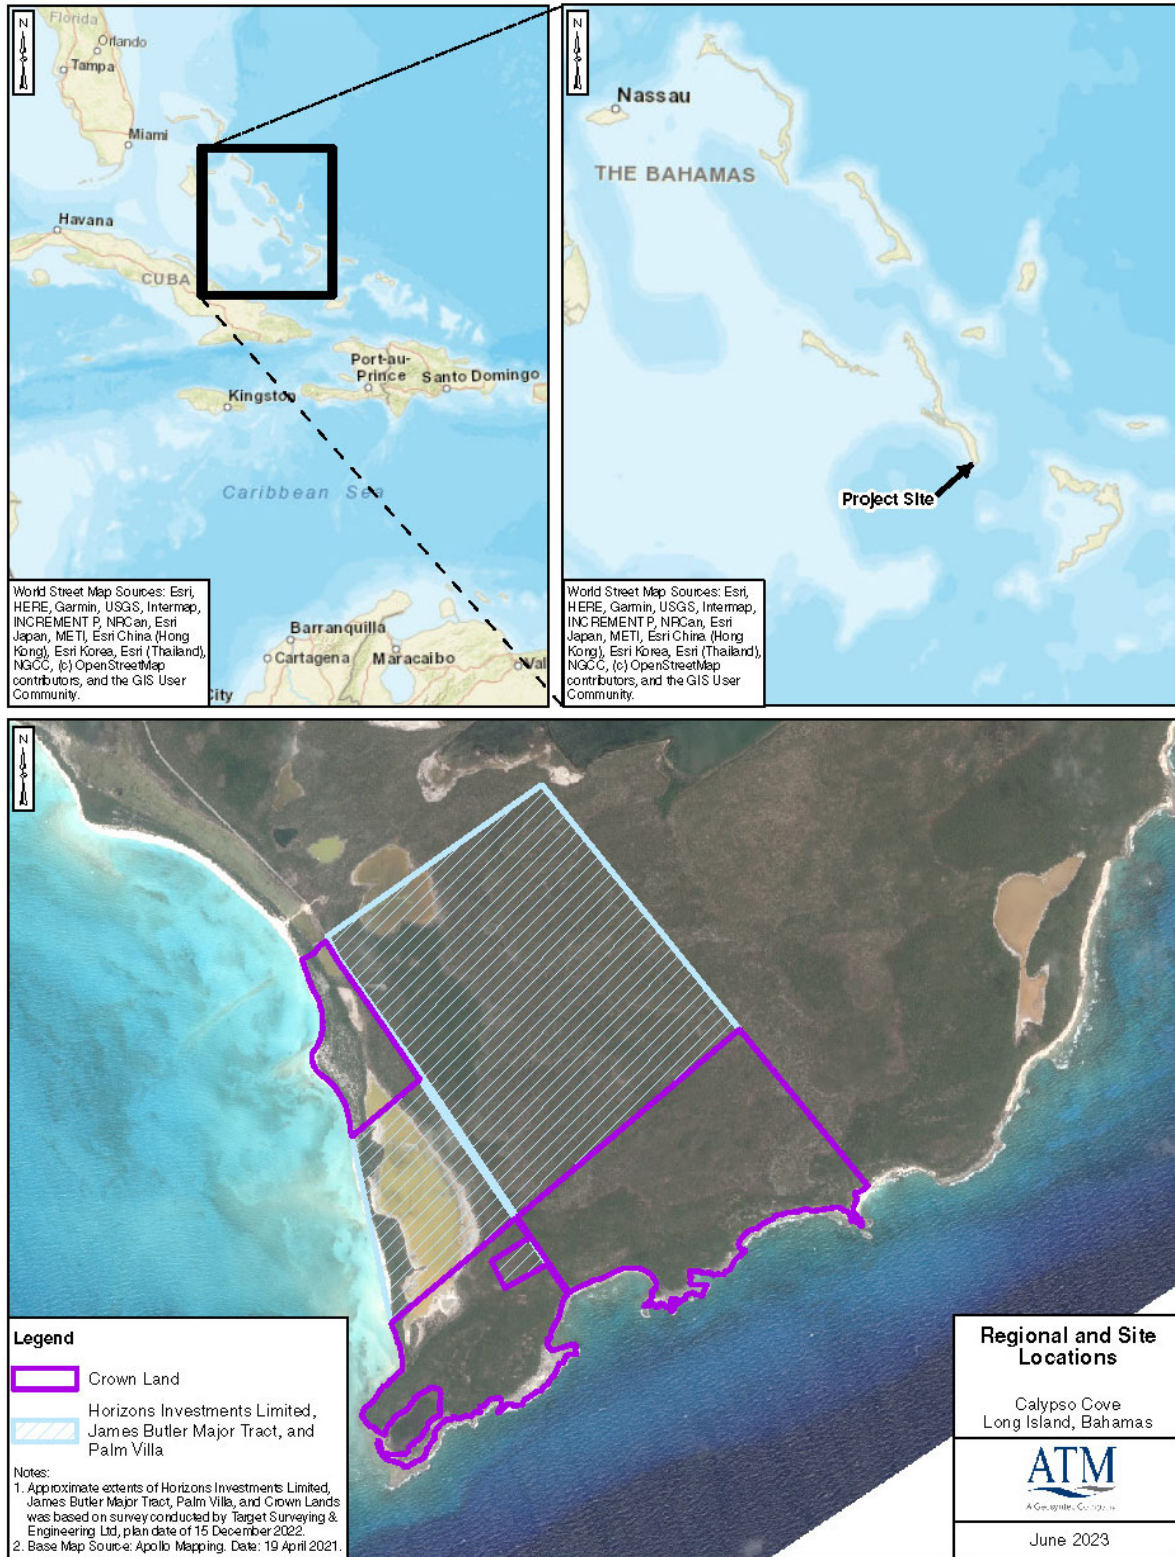 N
Florida
Orlando
Tampa
Miami
Havana
CUBA
Port-au-
Prince
Santo Domingo
Kingston
Caribbean Sea
Barranquilla
Cartagena
Maracaibo
Val
City
World Street Map Sources: Esri,
HERE, Garmin, USGS, Intermap,
INCREMENT P, NRCan, Esri
Japan, METI, Esri China (Hong
Kong), Esri Korea, Esri (Thailand),
NGCC, (c) OpenStreetMap
contributors, and the GIS User
Community.
N
Nassau
THE BAHAMAS
Project Site
World Street Map Sources: Esri,
HERE, Garmin, USGS, Intermap,
INCREMENT P, NRCan, Esri
Japan, METI, Esri China (Hong
Kong), Esri Korea, Esri (Thailand),
NGCC, (c) OpenStreetMap
contributors, and the GIS User
Community.
N
Legend
Crown Land
Horizons Investments Limited,
James Butler Major Tract, and
Palm Villa
Notes:
1. Approximate extents of Horizons Investments Limited,
James Butler Major Tract, Palm Villa, and Crown Lands
was based on survey conducted by Target Surveying &
Engineering Ltd, plan date of 15 December 2022.
2. Base Map Source: Apollo Mapping. Date: 19 April 2021.
Regional and Site
Locations
Calypso Cove
Long Island, Bahamas
ATM
A Geosyntec Company
June 2023